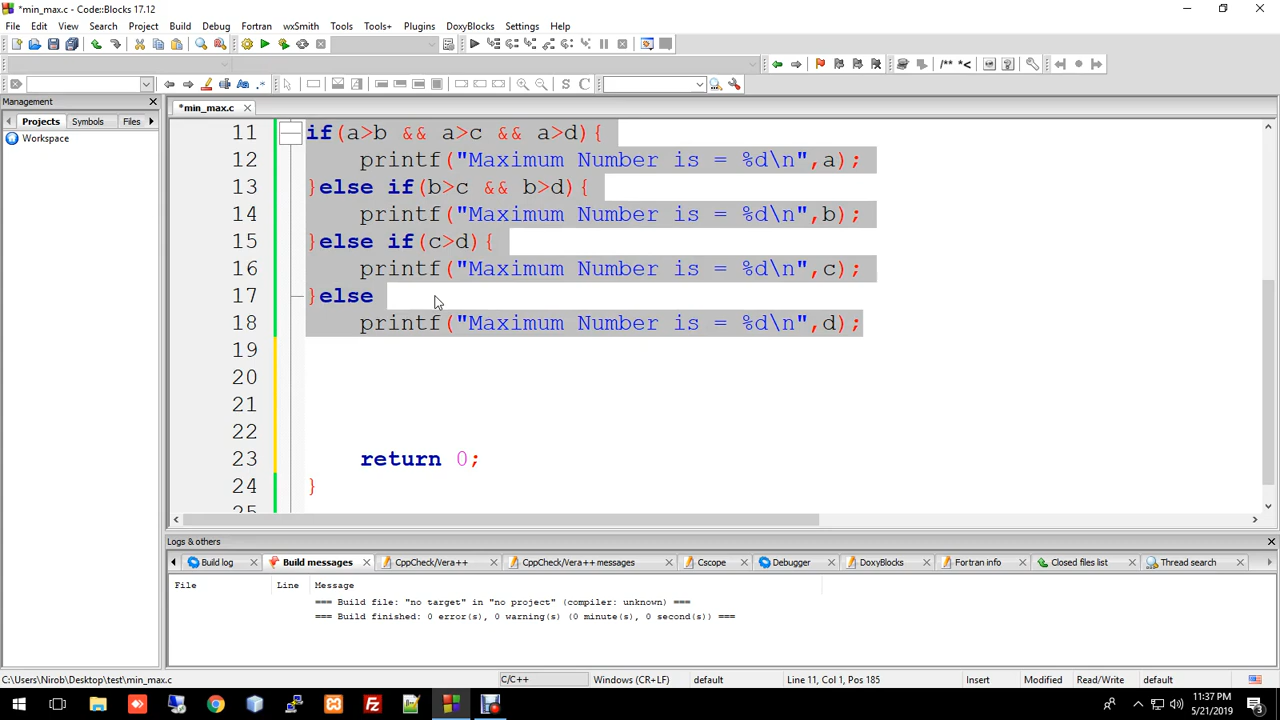 *min_max.c - Code::Blocks 17.12
File Edit View Search Project Build Debug Fortran wxSmith Tools Tools+ Plugins DoxyBlocks Settings Help
/** *<
S C
Management
Projects Symbols Files
Workspace
*min_max.c
11 if(a>b && a>c && a>d){
12 printf("Maximum Number is = %d\n",a);
13 }else if(b>c && b>d){
14 printf("Maximum Number is = %d\n",b);
15 }else if(c>d){
16 printf("Maximum Number is = %d\n",c);
17 }else
18 printf("Maximum Number is = %d\n",d);
19
20
21
22
23 return 0;
24 }
25
Logs & others
Build log Build messages CppCheck/Vera++ CppCheck/Vera++ messages Cscope Debugger DoxyBlocks Fortran info Closed files list Thread search
File Line Message
=== Build file: "no target" in "no project" (compiler: unknown) ===
=== Build finished: 0 error(s), 0 warning(s) (0 minute(s), 0 second(s)) ===
C:\Users\Nirob\Desktop\test\min_max.c C/C++ Windows (CR+LF) default Line 11, Col 1, Pos 185 Insert Modified Read/Write default
11:37 PM
5/21/2019
3